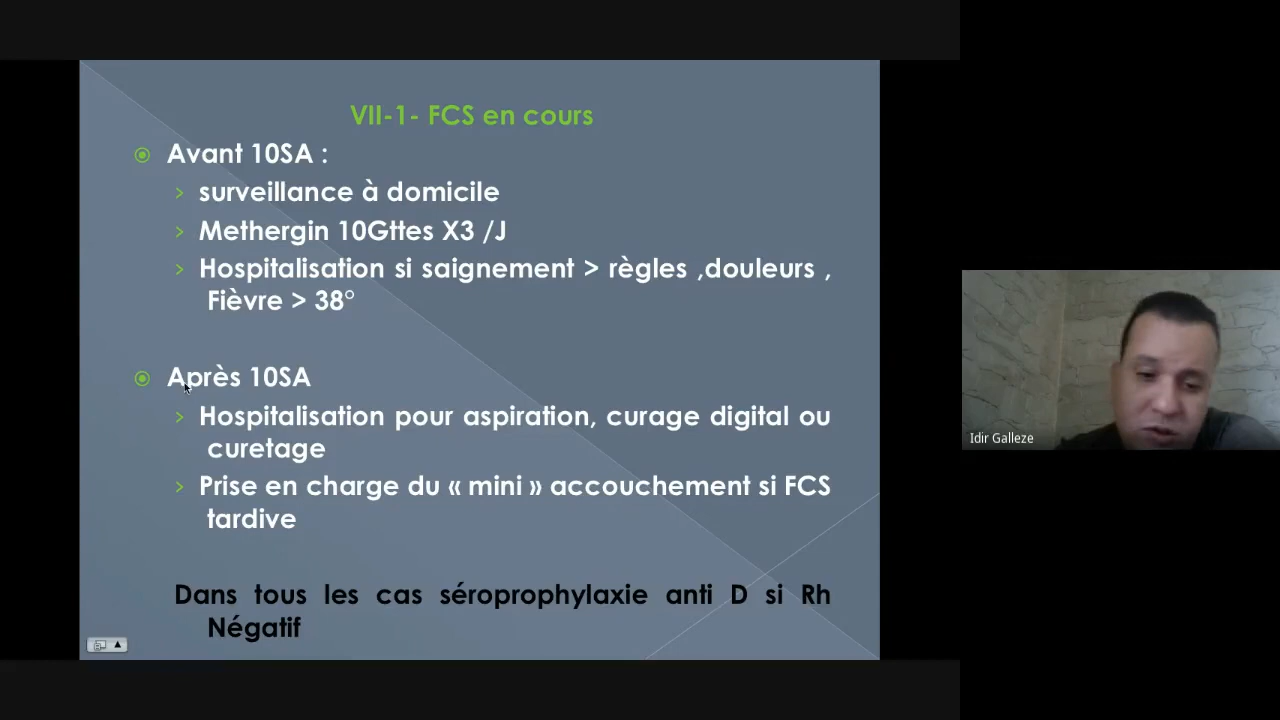 VII-1- FCS en cours
Avant 10SA :
surveillance à domicile
Methergin 10Gttes X3 /J
Hospitalisation si saignement > règles ,douleurs ,
Fièvre > 38°
Après 10SA
Hospitalisation pour aspiration, curage digital ou
curetage
Prise en charge du « mini » accouchement si FCS
tardive
Dans tous les cas séroprophylaxie anti D si Rh
Négatif
Idir Galleze